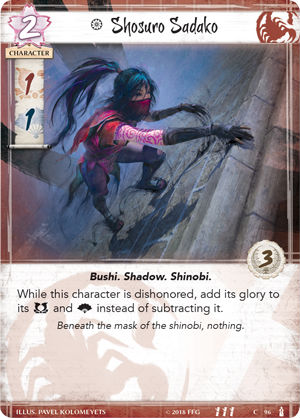 2
Shosuro Sadako
CHARACTER
1
1
3
Bushi. Shadow. Shinobi.
While this character is dishonored, add its glory to
its and instead of subtracting it.
Beneath the mask of the shinobi, nothing.
ILLUS. PAVEL KOLOMEYETS © 2018 FFG C 96